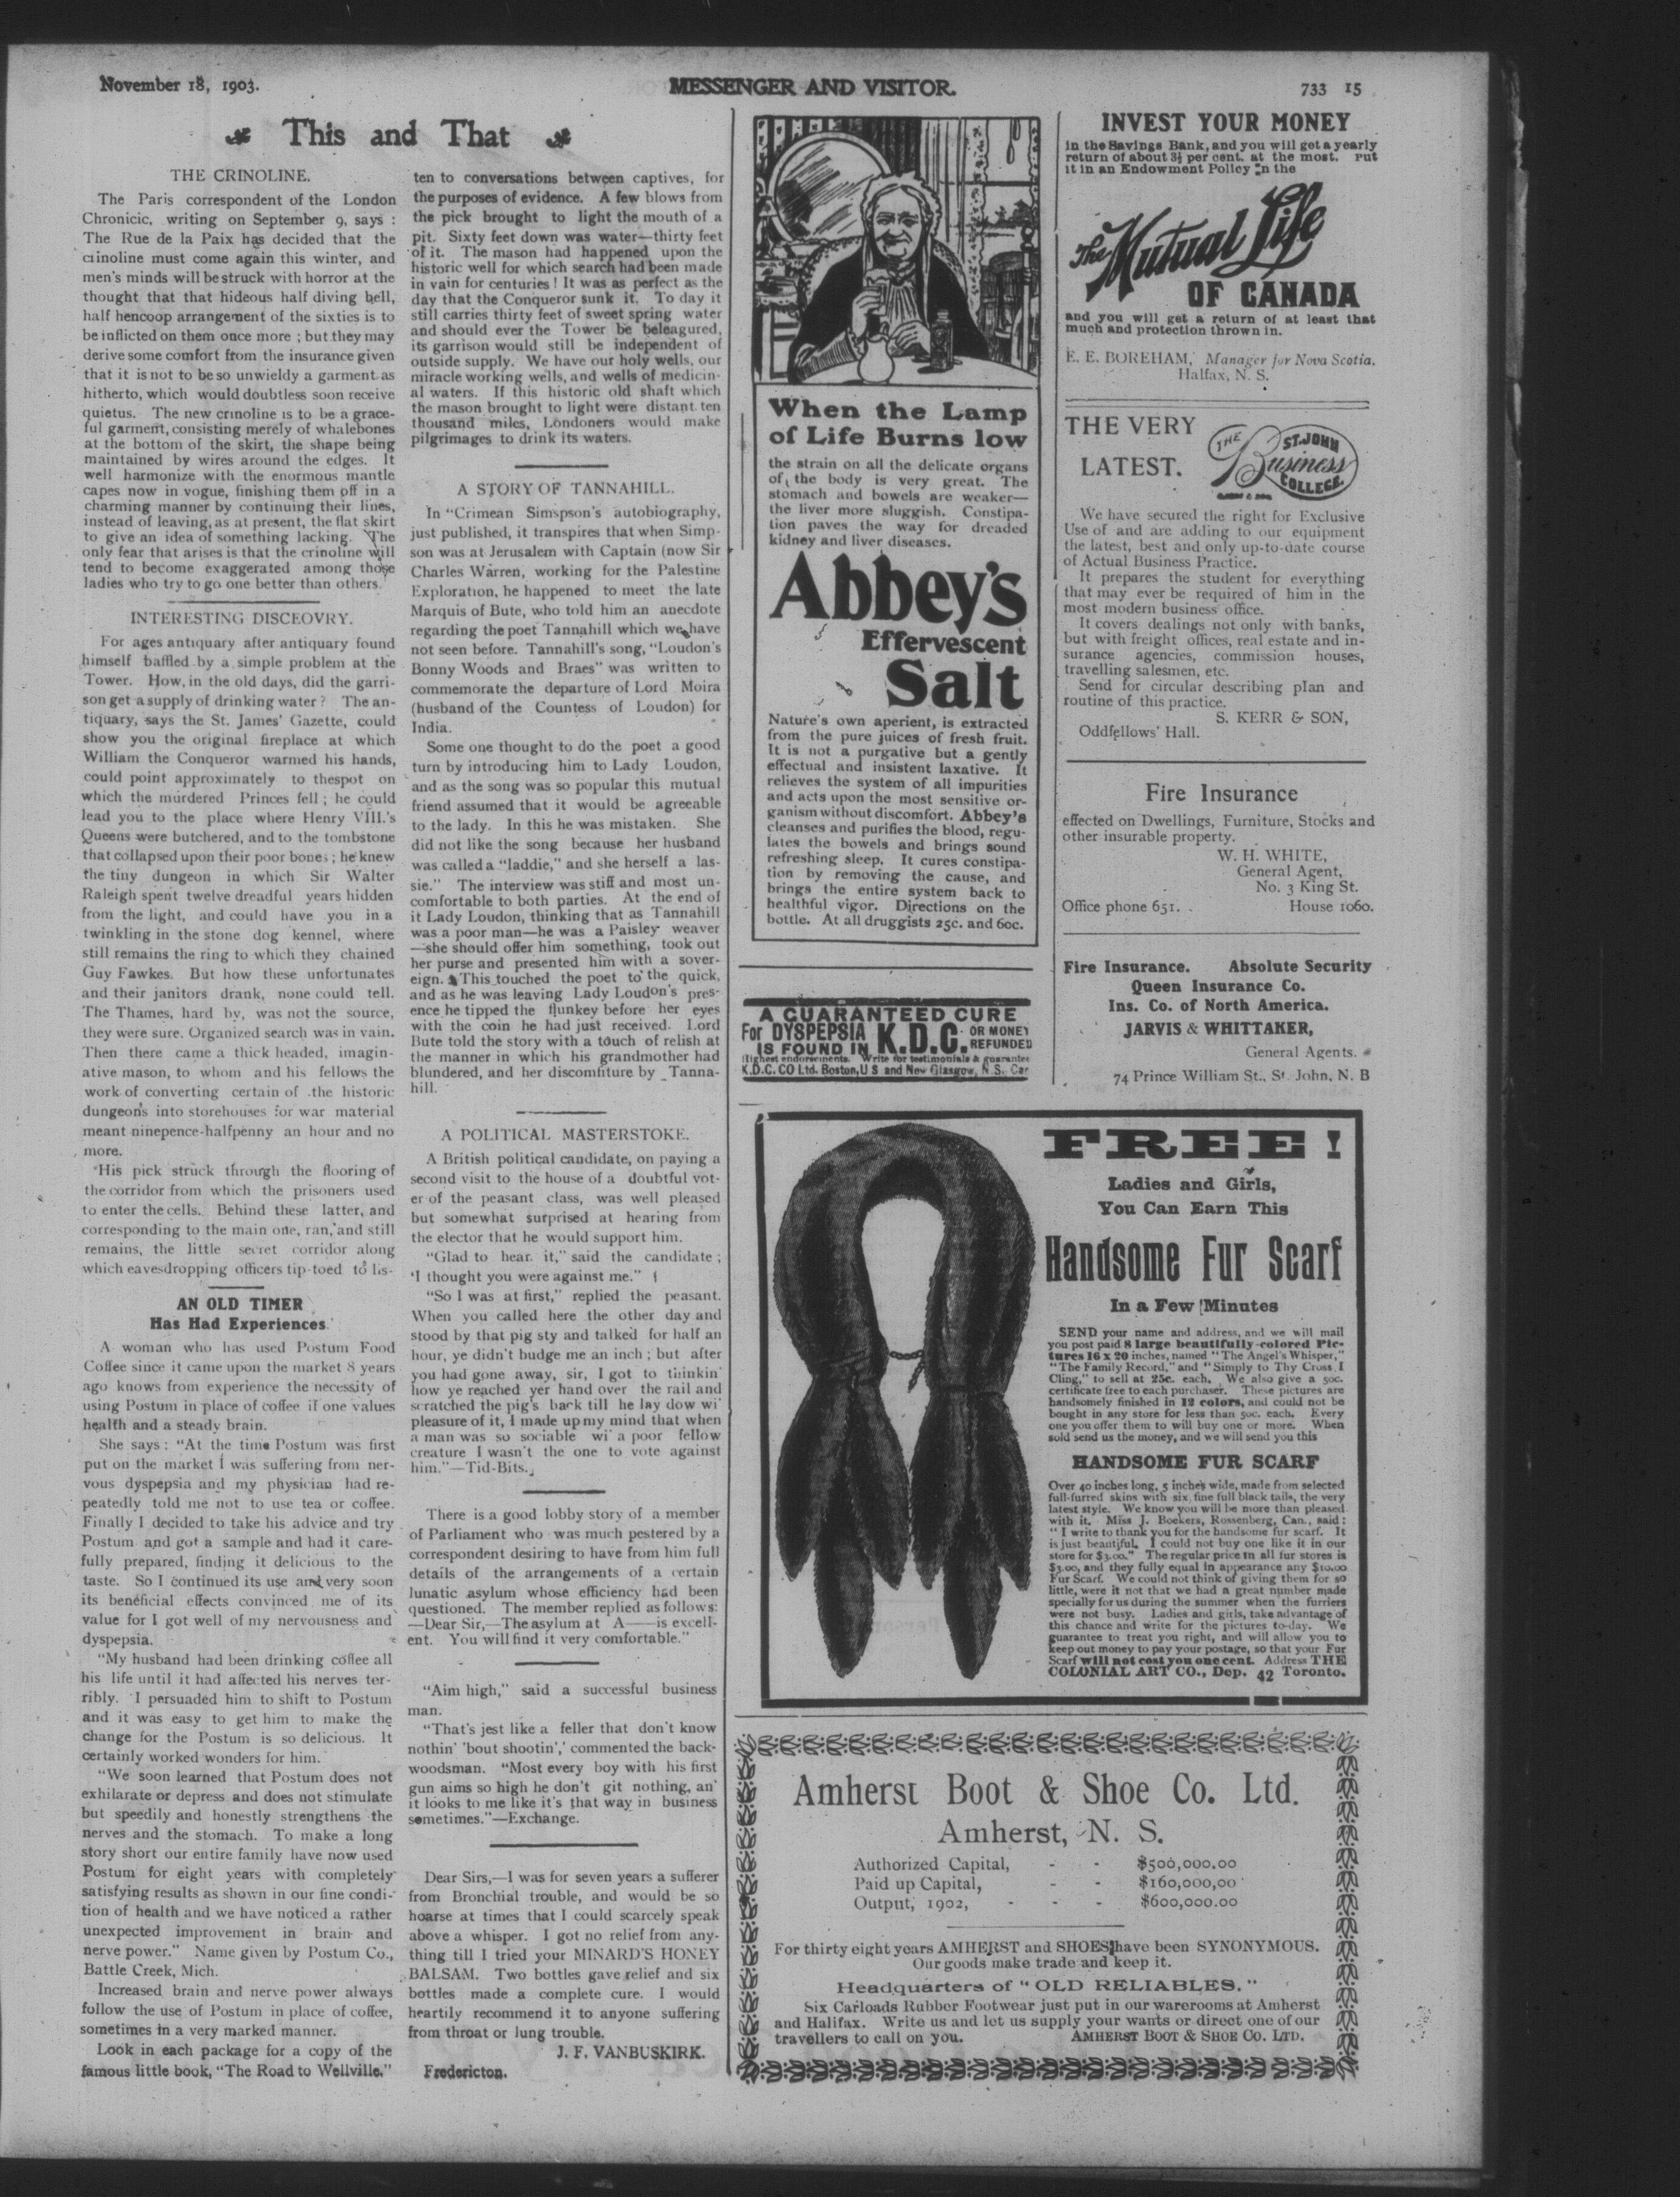 November 18, 1903.
MESSENGER AND VISITOR.
733 15
This and That
THE CRINOLINE.
The Paris correspondent of the London
Chronicic, writing on September 9, says :
The Rue de la Paix has decided that the
crinoline must come again this winter, and
men's minds will be struck with horror at the
thought that that hideous half diving bell,
half hencoop arrangement of the sixties is to
be inflicted on them once more ; but they may
derive some comfort from the insurance given
that it is not to be so unwieldy a garment as
hitherto, which would doubtless soon receive
quietus. The new crinoline is to be a grace-
ful garment, consisting merely of whalebones
at the bottom of the skirt, the shape being
maintained by wires around the edges. It
well harmonize with the enormous mantle
capes now in vogue, finishing them off in a
charming manner by continuing their lines,
instead of leaving, as at present, the flat skirt
to give an idea of something lacking. The
only fear that arises is that the crinoline will
tend to become exaggerated among those
ladies who try to go one better than others.
INTERESTING DISCEOVRY.
For ages antiquary after antiquary found
himself baffled by a simple problem at the
Tower. How, in the old days, did the garri-
son get a supply of drinking water? The an-
tiquary, says the St. James' Gazette, could
show you the original fireplace at which
William the Conqueror warmed his hands,
could point approximately to thespot on
which the murdered Princes fell ; he could
lead you to the place where Henry VIII.'s
Queens were butchered, and to the tombstone
that collapsed upon their poor bones ; he knew
the tiny dungeon in which Sir Walter
Raleigh spent twelve dreadful years hidden
from the light, and could have you in a
twinkling in the stone dog kennel, where
still remains the ring to which they chained
Guy Fawkes. But how these unfortunates
and their janitors drank, none could tell.
The Thames, hard by, was not the source,
they were sure. Organized search was in vain.
Then there came a thick headed, imagin-
ative mason, to whom and his fellows the
work of converting certain of the historic
dungeons into storehouses for war material
meant ninepence-halfpenny an hour and no
more.
His pick struck through the flooring of
the corridor from which the prisoners used
to enter the cells. Behind these latter, and
corresponding to the main one, ran, and still
remains, the little secret corridor along
which eavesdropping officers tip-toed to lis-
AN OLD TIMER
Has Had Experiences
A woman who has used Postum Food
Coffee since it came upon the market 8 years
ago knows from experience the necessity of
using Postum in place of coffee if one values
health and a steady brain.
She says : "At the time Postum was first
put on the market I was suffering from ner-
vous dyspepsia and my physician had re-
peatedly told me not to use tea or coffee.
Finally I decided to take his advice and try
Postum and got a sample and had it care-
fully prepared, finding it delicious to the
taste. So I continued its use and very soon
its beneficial effects convinced me of its
value for I got well of my nervousness and
dyspepsia.
"My husband had been drinking coffee all
his life until it had affected his nerves ter-
ribly. I persuaded him to shift to Postum
and it was easy to get him to make the
change for the Postum is so delicious. It
certainly worked wonders for him.
"We soon learned that Postum does not
exhilarate or depress and does not stimulate
but speedily and honestly strengthens the
nerves and the stomach. To make a long
story short our entire family have now used
Postum for eight years with completely
satisfying results as shown in our fine condi-
tion of health and we have noticed a rather
unexpected improvement in brain and
nerve power." Name given by Postum Co.,
Battle Creek, Mich.
Increased brain and nerve power always
follow the use of Postum in place of coffee,
sometimes in a very marked manner.
Look in each package for a copy of the
famous little book, "The Road to Wellville."
ten to conversations between captives, for
the purposes of evidence. A few blows from
the pick brought to light the mouth of a
pit. Sixty feet down was water—thirty feet
of it. The mason had happened upon the
historic well for which search had been made
in vain for centuries ! It was as perfect as the
day that the Conqueror sunk it. To day it
still carries thirty feet of sweet spring water
and should ever the Tower be beleagured,
its garrison would still be independent of
outside supply. We have our holy wells, our
miracle working wells, and wells of medicin-
al waters. If this historic old shaft which
the mason brought to light were distant ten
thousand miles, Londoners would make
pilgrimages to drink its waters.
A STORY OF TANNAHILL.
In "Crimean Simspson's autobiography,
just published, it transpires that when Simp-
son was at Jerusalem with Captain (now Sir
Charles Warren, working for the Palestine
Exploration, he happened to meet the late
Marquis of Bute, who told him an anecdote
regarding the poet Tannahill which we have
not seen before. Tannahill's song, "Loudon's
Bonny Woods and Braes" was written to
commemorate the departure of Lord Moira
(husband of the Countess of Loudon) for
India.
Some one thought to do the poet a good
turn by introducing him to Lady Loudon,
and as the song was so popular this mutual
friend assumed that it would be agreeable
to the lady. In this he was mistaken. She
did not like the song because her husband
was called a "laddie," and she herself a las-
sie." The interview was stiff and most un-
comfortable to both parties. At the end of
it Lady Loudon, thinking that as Tannahill
was a poor man—he was a Paisley weaver
—she should offer him something, took out
her purse and presented him with a sover-
eign. This touched the poet to the quick,
and as he was leaving Lady Loudon's pres-
ence he tipped the flunkey before her eyes
with the coin he had just received. Lord
Bute told the story with a touch of relish at
the manner in which his grandmother had
blundered, and her discomfiture by Tanna-
hill.
A POLITICAL MASTERSTOKE.
A British political candidate, on paying a
second visit to the house of a doubtful vot-
er of the peasant class, was well pleased
but somewhat surprised at hearing from
the elector that he would support him.
"Glad to hear. it," said the candidate ;
'I thought you were against me."
"So I was at first," replied the peasant.
When you called here the other day and
stood by that pig sty and talked for half an
hour, ye didn't budge me an inch ; but after
you had gone away, sir, I got to thinkin'
how ye reached yer hand over the rail and
scratched the pig's back till he lay dow wi'
pleasure of it, I made up my mind that when
a man was so sociable wi' a poor fellow
creature I wasn't the one to vote against
him."—Tid-Bits.
There is a good lobby story of a member
of Parliament who was much pestered by a
correspondent desiring to have from him full
details of the arrangements of a certain
lunatic asylum whose efficiency had been
questioned. The member replied as follows:
—Dear Sir,—The asylum at A——is excell-
ent. You will find it very comfortable."
"Aim high," said a successful business
man.
"That's jest like a feller that don't know
nothin' 'bout shootin',' commented the back-
woodsman. "Most every boy with his first
gun aims so high he don't git nothing, an'
it looks to me like it's that way in business
sometimes."—Exchange.
Dear Sirs,—I was for seven years a sufferer
from Bronchial trouble, and would be so
hoarse at times that I could scarcely speak
above a whisper. I got no relief from any-
thing till I tried your MINARD'S HONEY
BALSAM. Two bottles gave relief and six
bottles made a complete cure. I would
heartily recommend it to anyone suffering
from throat or lung trouble.
J. F. VANBUSKIRK.
Fredericton.
When the Lamp
of Life Burns low
the strain on all the delicate organs
of the body is very great. The
stomach and bowels are weaker—
the liver more sluggish. Constipa-
tion paves the way for dreaded
kidney and liver diseases.
Abbey's
Effervescent
Salt
Nature's own aperient, is extracted
from the pure juices of fresh fruit.
It is not a purgative but a gently
effectual and insistent laxative. It
relieves the system of all impurities
and acts upon the most sensitive or-
ganism without discomfort. Abbey's
cleanses and purifies the blood, regu-
lates the bowels and brings sound
refreshing sleep. It cures constipa-
tion by removing the cause, and
brings the entire system back to
healthful vigor. Directions on the
bottle. At all druggists 25c. and 60c.
A GUARANTEED CURE
For DYSPEPSIA
IS FOUND IN K.D.C. OR MONEY
REFUNDED
Highest endorsements. Write for testimonials & guarantee
K.D.C. CO Ltd. Boston, U S and New Glasgow, N.S. Can
INVEST YOUR MONEY
in the Savings Bank, and you will get a yearly
return of about 3½ per cent. at the most. Put
it in an Endowment Policy in the
The Mutual Life
OF CANADA
and you will get a return of at least that
much and protection thrown in.
E. E. BOREHAM, Manager for Nova Scotia.
Halfax, N. S.
THE VERY
LATEST.
THE ST. JOHN
Business
COLLEGE.
We have secured the right for Exclusive
Use of and are adding to our equipment
the latest, best and only up-to-date course
of Actual Business Practice.
It prepares the student for everything
that may ever be required of him in the
most modern business office.
It covers dealings not only with banks,
but with freight offices, real estate and in-
surance agencies, commission houses,
travelling salesmen, etc.
Send for circular describing plan and
routine of this practice.
S. KERR & SON,
Oddfellows' Hall.
Fire Insurance
effected on Dwellings, Furniture, Stocks and
other insurable property.
W. H. WHITE,
General Agent,
No. 3 King St.
Office phone 651. House 1060.
Fire Insurance. Absolute Security
Queen Insurance Co.
Ins. Co. of North America.
JARVIS & WHITTAKER,
General Agents.
74 Prince William St., St. John, N. B
FREE!
Ladies and Girls,
You Can Earn This
Handsome Fur Scarf
In a Few Minutes
SEND your name and address, and we will mail
you post paid 8 large beautifully-colored Pic-
tures 16 x 20 inches, named "The Angel's Whisper,"
"The Family Record," and "Simply to Thy Cross I
Cling," to sell at 25c. each. We also give a 50c.
certificate free to each purchaser. These pictures are
handsomely finished in 12 colors, and could not be
bought in any store for less than 50c. each. Every
one you offer them to will buy one or more. When
sold send us the money, and we will send you this
HANDSOME FUR SCARF
Over 40 inches long, 5 inches wide, made from selected
full-furred skins with six fine full black tails, the very
latest style. We know you will be more than pleased
with it. Miss J. Boekers, Rossenberg, Can., said :
"I write to thank you for the handsome fur scarf. It
is just beautiful. I could not buy one like it in our
store for $3.00." The regular price in all fur stores is
$3.00, and they fully equal in appearance any $10.00
Fur Scarf. We could not think of giving them for so
little, were it not that we had a great number made
specially for us during the summer when the furriers
were not busy. Ladies and girls, take advantage of
this chance and write for the pictures to-day. We
guarantee to treat you right, and will allow you to
keep out money to pay your postage, so that your Fur
Scarf will not cost you one cent. Address THE
COLONIAL ART CO., Dep. 42 Toronto.
Amherst Boot & Shoe Co. Ltd.
Amherst, N. S.
Authorized Capital, - - $500,000.00
Paid up Capital, - - $160,000,00
Output, 1902, - - - $600,000.00
For thirty eight years AMHERST and SHOES have been SYNONYMOUS.
Our goods make trade and keep it.
Headquarters of "OLD RELIABLES."
Six Carloads Rubber Footwear just put in our warerooms at Amherst
and Halifax. Write us and let us supply your wants or direct one of our
travellers to call on you. AMHERST BOOT & SHOE CO. LTD.